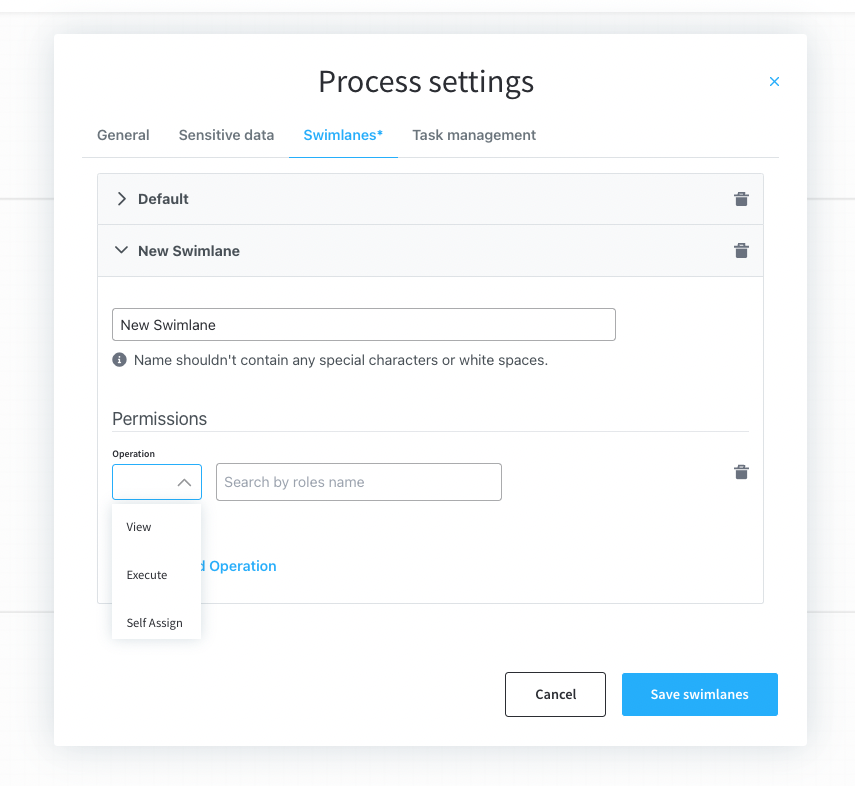 Process settings
General Sensitive data Swimlanes* Task management
Default
New Swimlane
New Swimlane
Name shouldn't contain any special characters or white spaces.
Permissions
Operation
Search by roles name
View
Operation
Execute
Self Assign
Cancel Save swimlanes